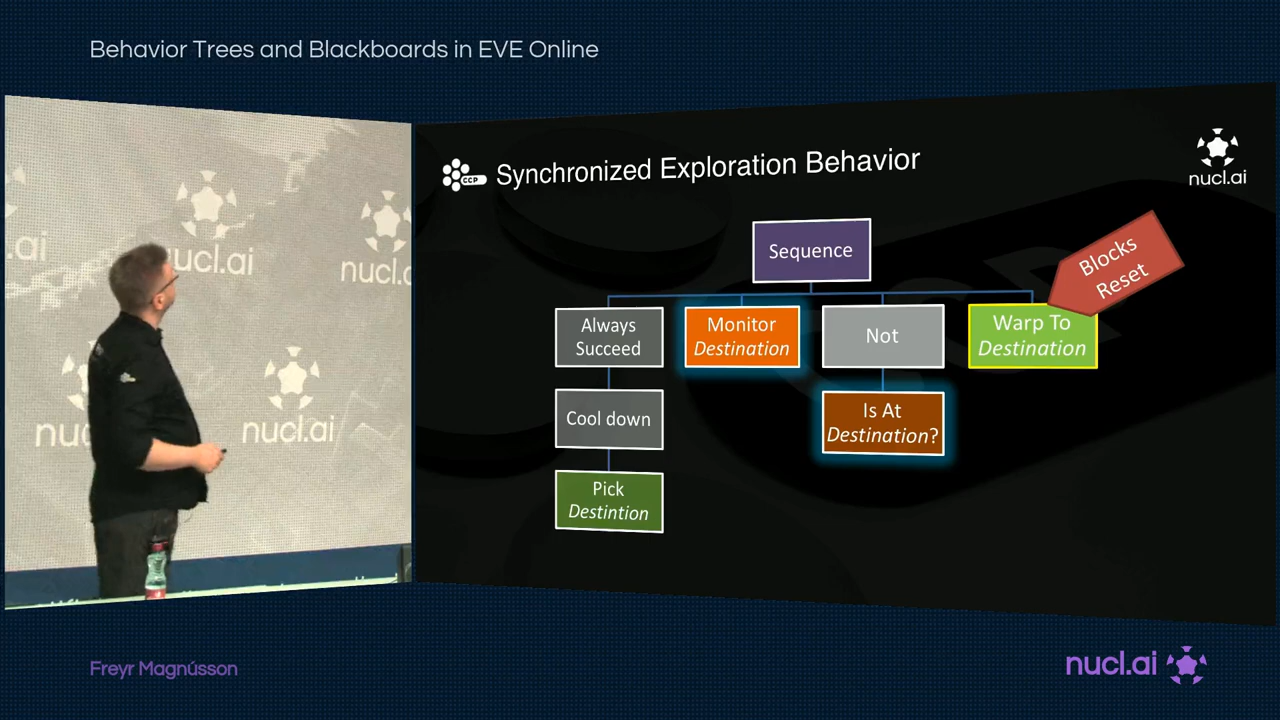 Behavior Trees and Blackboards in EVE Online
.ai
nucl.ai
nucl.a
nucl.ai
CCP
Synchronized Exploration Behavior
nucl.ai
Sequence
Blocks
Reset
Always
Succeed
Monitor
Destination
Not
Warp To
Destination
Cool down
Is At
Destination?
Pick
Destintion
Freyr Magnússon
nucl.ai